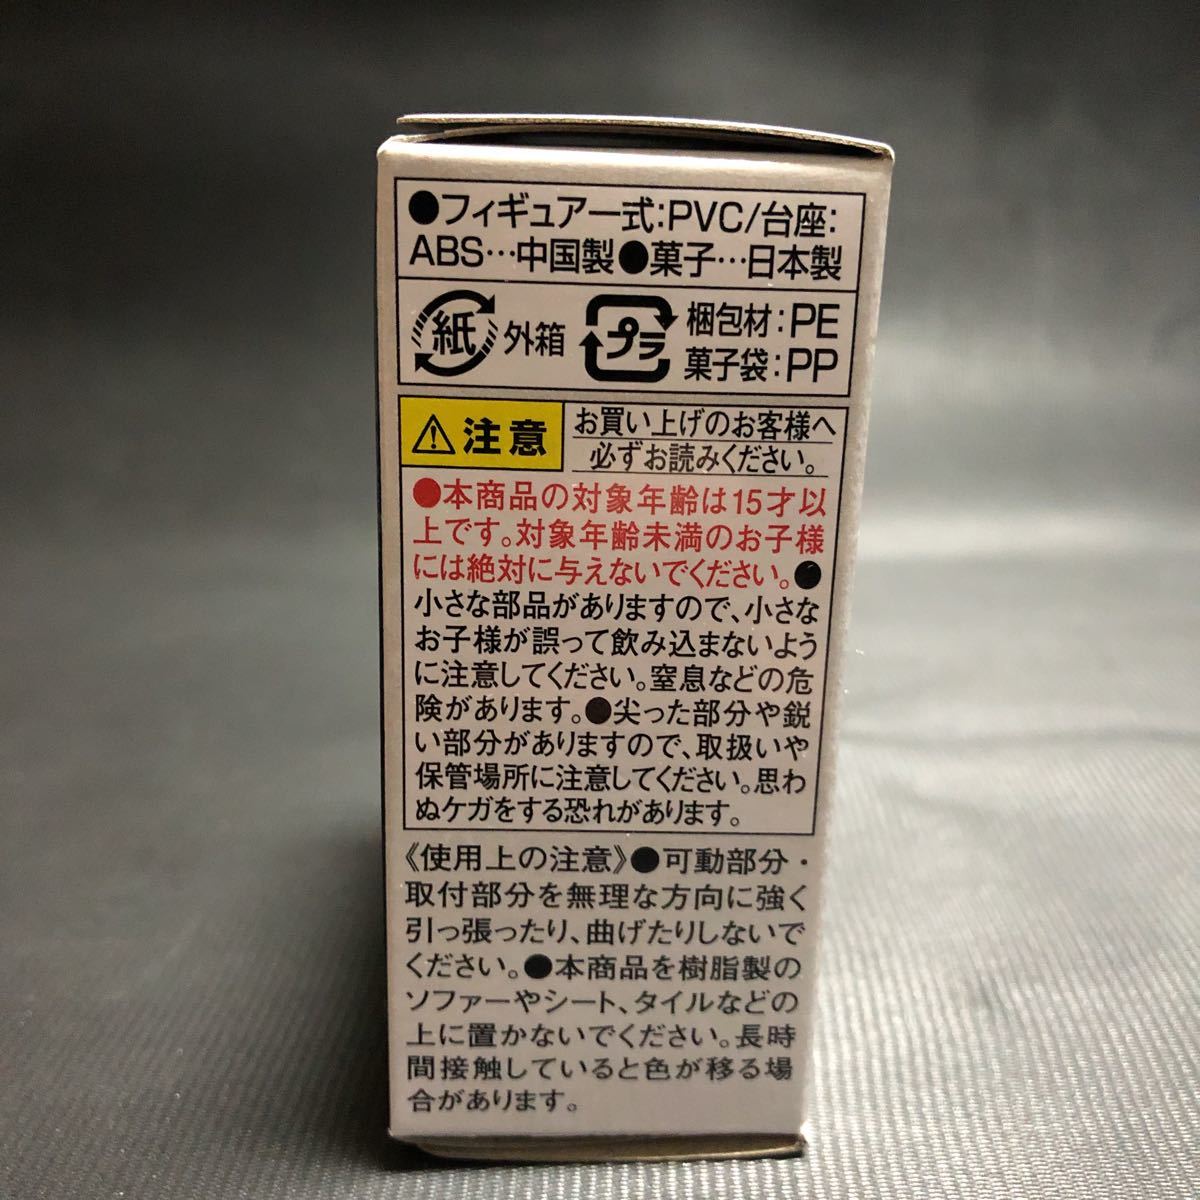 ●フィギュア一式:PVC/台座:
ABS…中国製●菓子…日本製
紙 外箱
プラ 梱包材:PE
菓子袋:PP
⚠注意
お買い上げのお客様へ
必ずお読みください。
●本商品の対象年齢は15才以
上です。対象年齢未満のお子様
には絶対に与えないでください。●
小さな部品がありますので、小さな
お子様が誤って飲み込まないよう
に注意してください。窒息などの危
険があります。●尖った部分や鋭
い部分がありますので、取扱いや
保管場所に注意してください。思わ
ぬケガをする恐れがあります。
《使用上の注意》●可動部分・
取付部分を無理な方向に強く
引っ張ったり、曲げたりしないで
ください。●本商品を樹脂製の
ソファーやシート、タイルなどの
上に置かないでください。長時
間接触していると色が移る場
合があります。